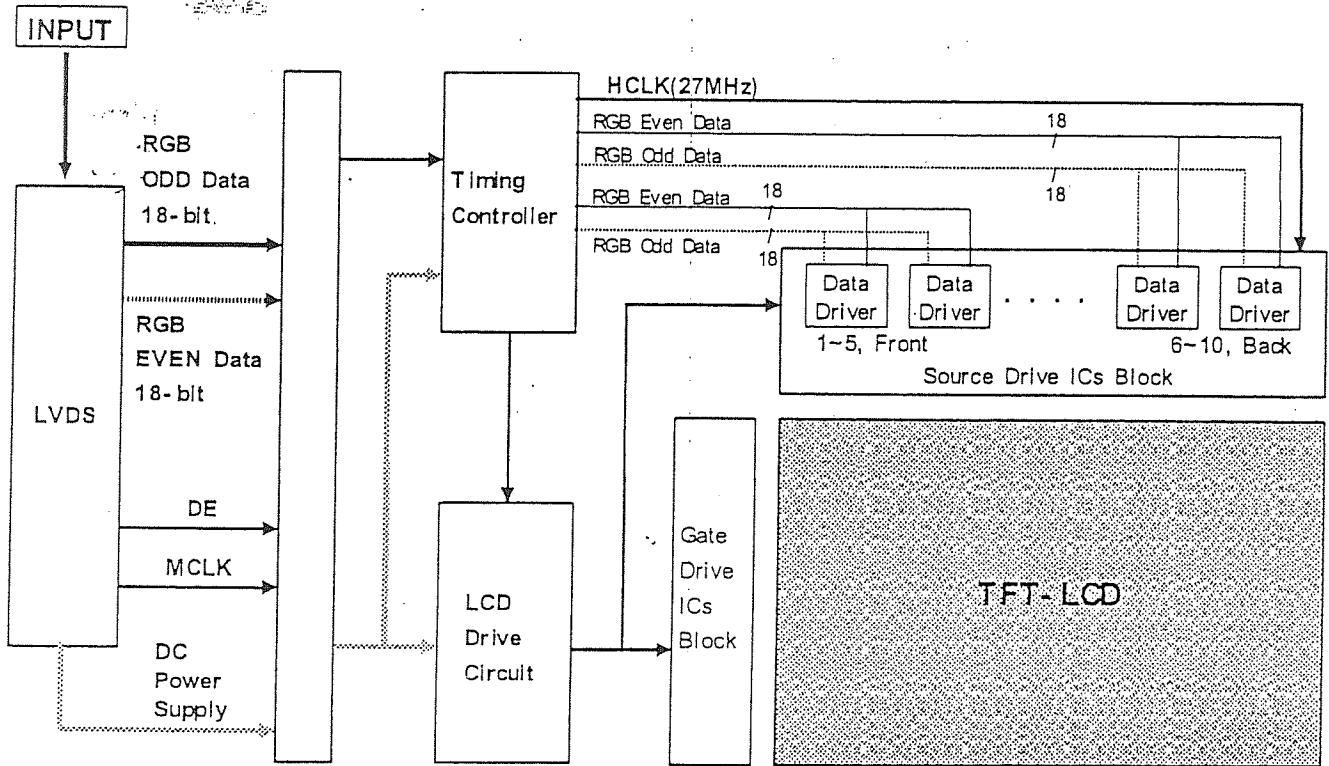 INPUT
RGB
ODD Data
18-bit.
RGB
EVEN Data
18-bit
LVDS
DE
MCLK
DC
Power
Supply
Timing
Controller
HCLK(27MHz)
RGB Even Data
18
RGB Odd Data
18
RGB Even Data
18
RGB Odd Data
18
Data
Driver
Data
Driver
. . . .
Data
Driver
Data
Driver
1~5, Front
6~10, Back
Source Drive ICs Block
LCD
Drive
Circuit
Gate
Drive
ICs
Block
TFT-LCD